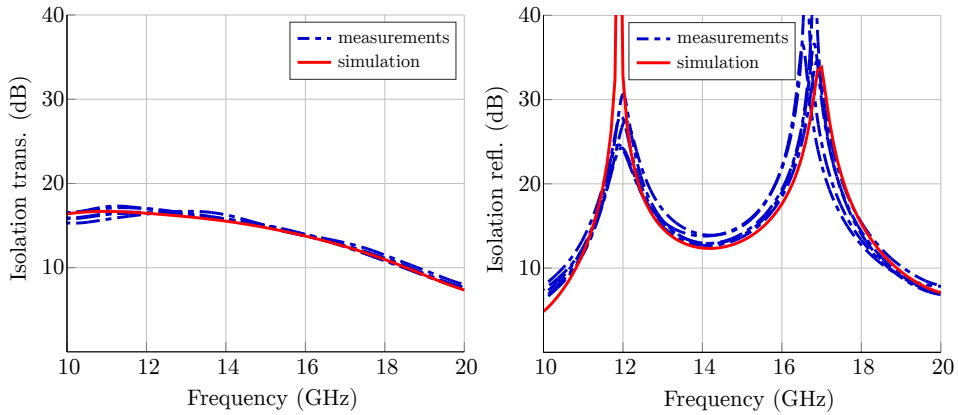 40
30
20
10
10
12
14
16
18
20
Frequency (GHz)
Isolation trans. (dB)
measurements
simulation
40
30
20
10
10
12
14
16
18
20
Frequency (GHz)
Isolation refl. (dB)
measurements
simulation